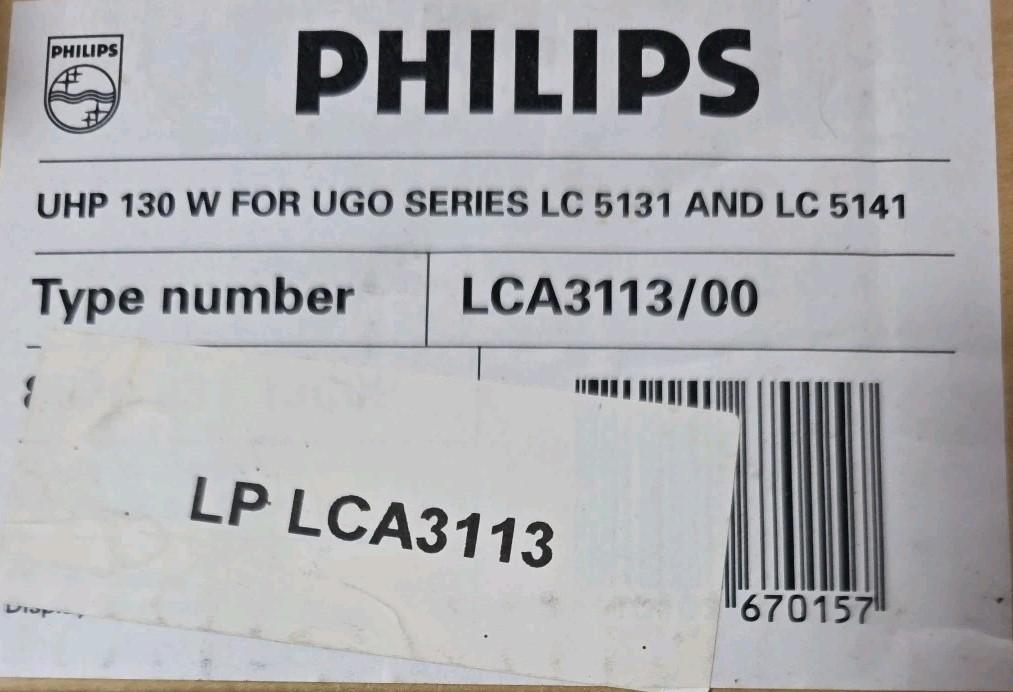 PHILIPS
PHILIPS
UHP 130 W FOR UGO SERIES LC 5131 AND LC 5141
Type number LCA3113/00
LP LCA3113
670157